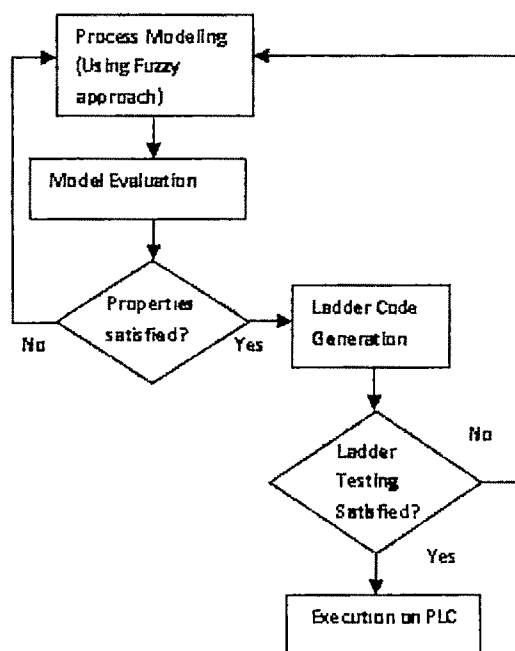 Process Modeling
(Using Fuzzy
approach)
Model Evaluation
Properties
satisfied?
No
Yes
Ladder Code
Generation
Ladder
Testing
Satisfied?
No
Yes
Execution on PLC